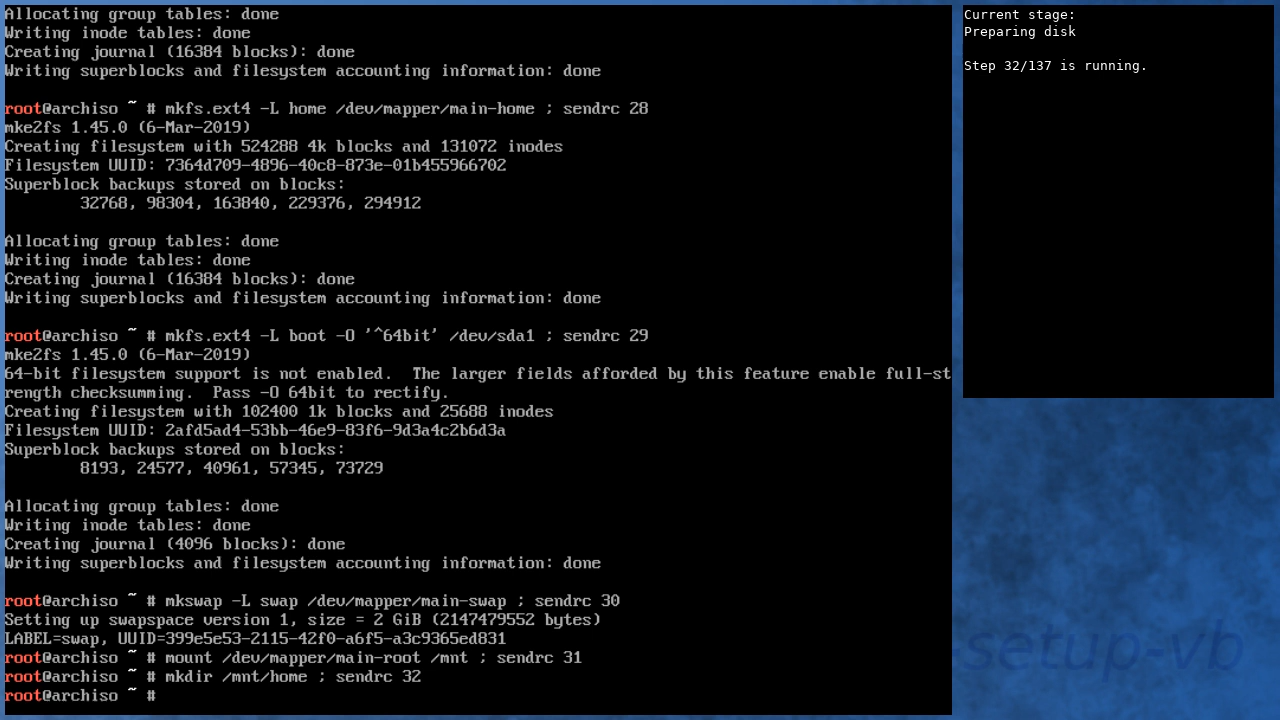 Allocating group tables: done
Writing inode tables: done
Creating journal (16384 blocks): done
Writing superblocks and filesystem accounting information: done
root@archiso ~ # mkfs.ext4 -L home /dev/mapper/main-home ; sendrc 28
mke2fs 1.45.0 (6-Mar-2019)
Creating filesystem with 524288 4k blocks and 131072 inodes
Filesystem UUID: 7364d709-4896-40c8-873e-01b455966702
Superblock backups stored on blocks:
        32768, 98304, 163840, 229376, 294912
Allocating group tables: done
Writing inode tables: done
Creating journal (16384 blocks): done
Writing superblocks and filesystem accounting information: done
root@archiso ~ # mkfs.ext4 -L boot -O '^64bit' /dev/sda1 ; sendrc 29
mke2fs 1.45.0 (6-Mar-2019)
64-bit filesystem support is not enabled.  The larger fields afforded by this feature enable full-st
rength checksumming.  Pass -O 64bit to rectify.
Creating filesystem with 102400 1k blocks and 25688 inodes
Filesystem UUID: 2afd5ad4-53bb-46e9-83f6-9d3a4c2b6d3a
Superblock backups stored on blocks:
        8193, 24577, 40961, 57345, 73729
Allocating group tables: done
Writing inode tables: done
Creating journal (4096 blocks): done
Writing superblocks and filesystem accounting information: done
root@archiso ~ # mkswap -L swap /dev/mapper/main-swap ; sendrc 30
Setting up swapspace version 1, size = 2 GiB (2147479552 bytes)
LABEL=swap, UUID=399e5e53-2115-42f0-a6f5-a3c9365ed831
root@archiso ~ # mount /dev/mapper/main-root /mnt ; sendrc 31
root@archiso ~ # mkdir /mnt/home ; sendrc 32
root@archiso ~ #
Current stage:
Preparing disk
Step 32/137 is running.
-setup-vb